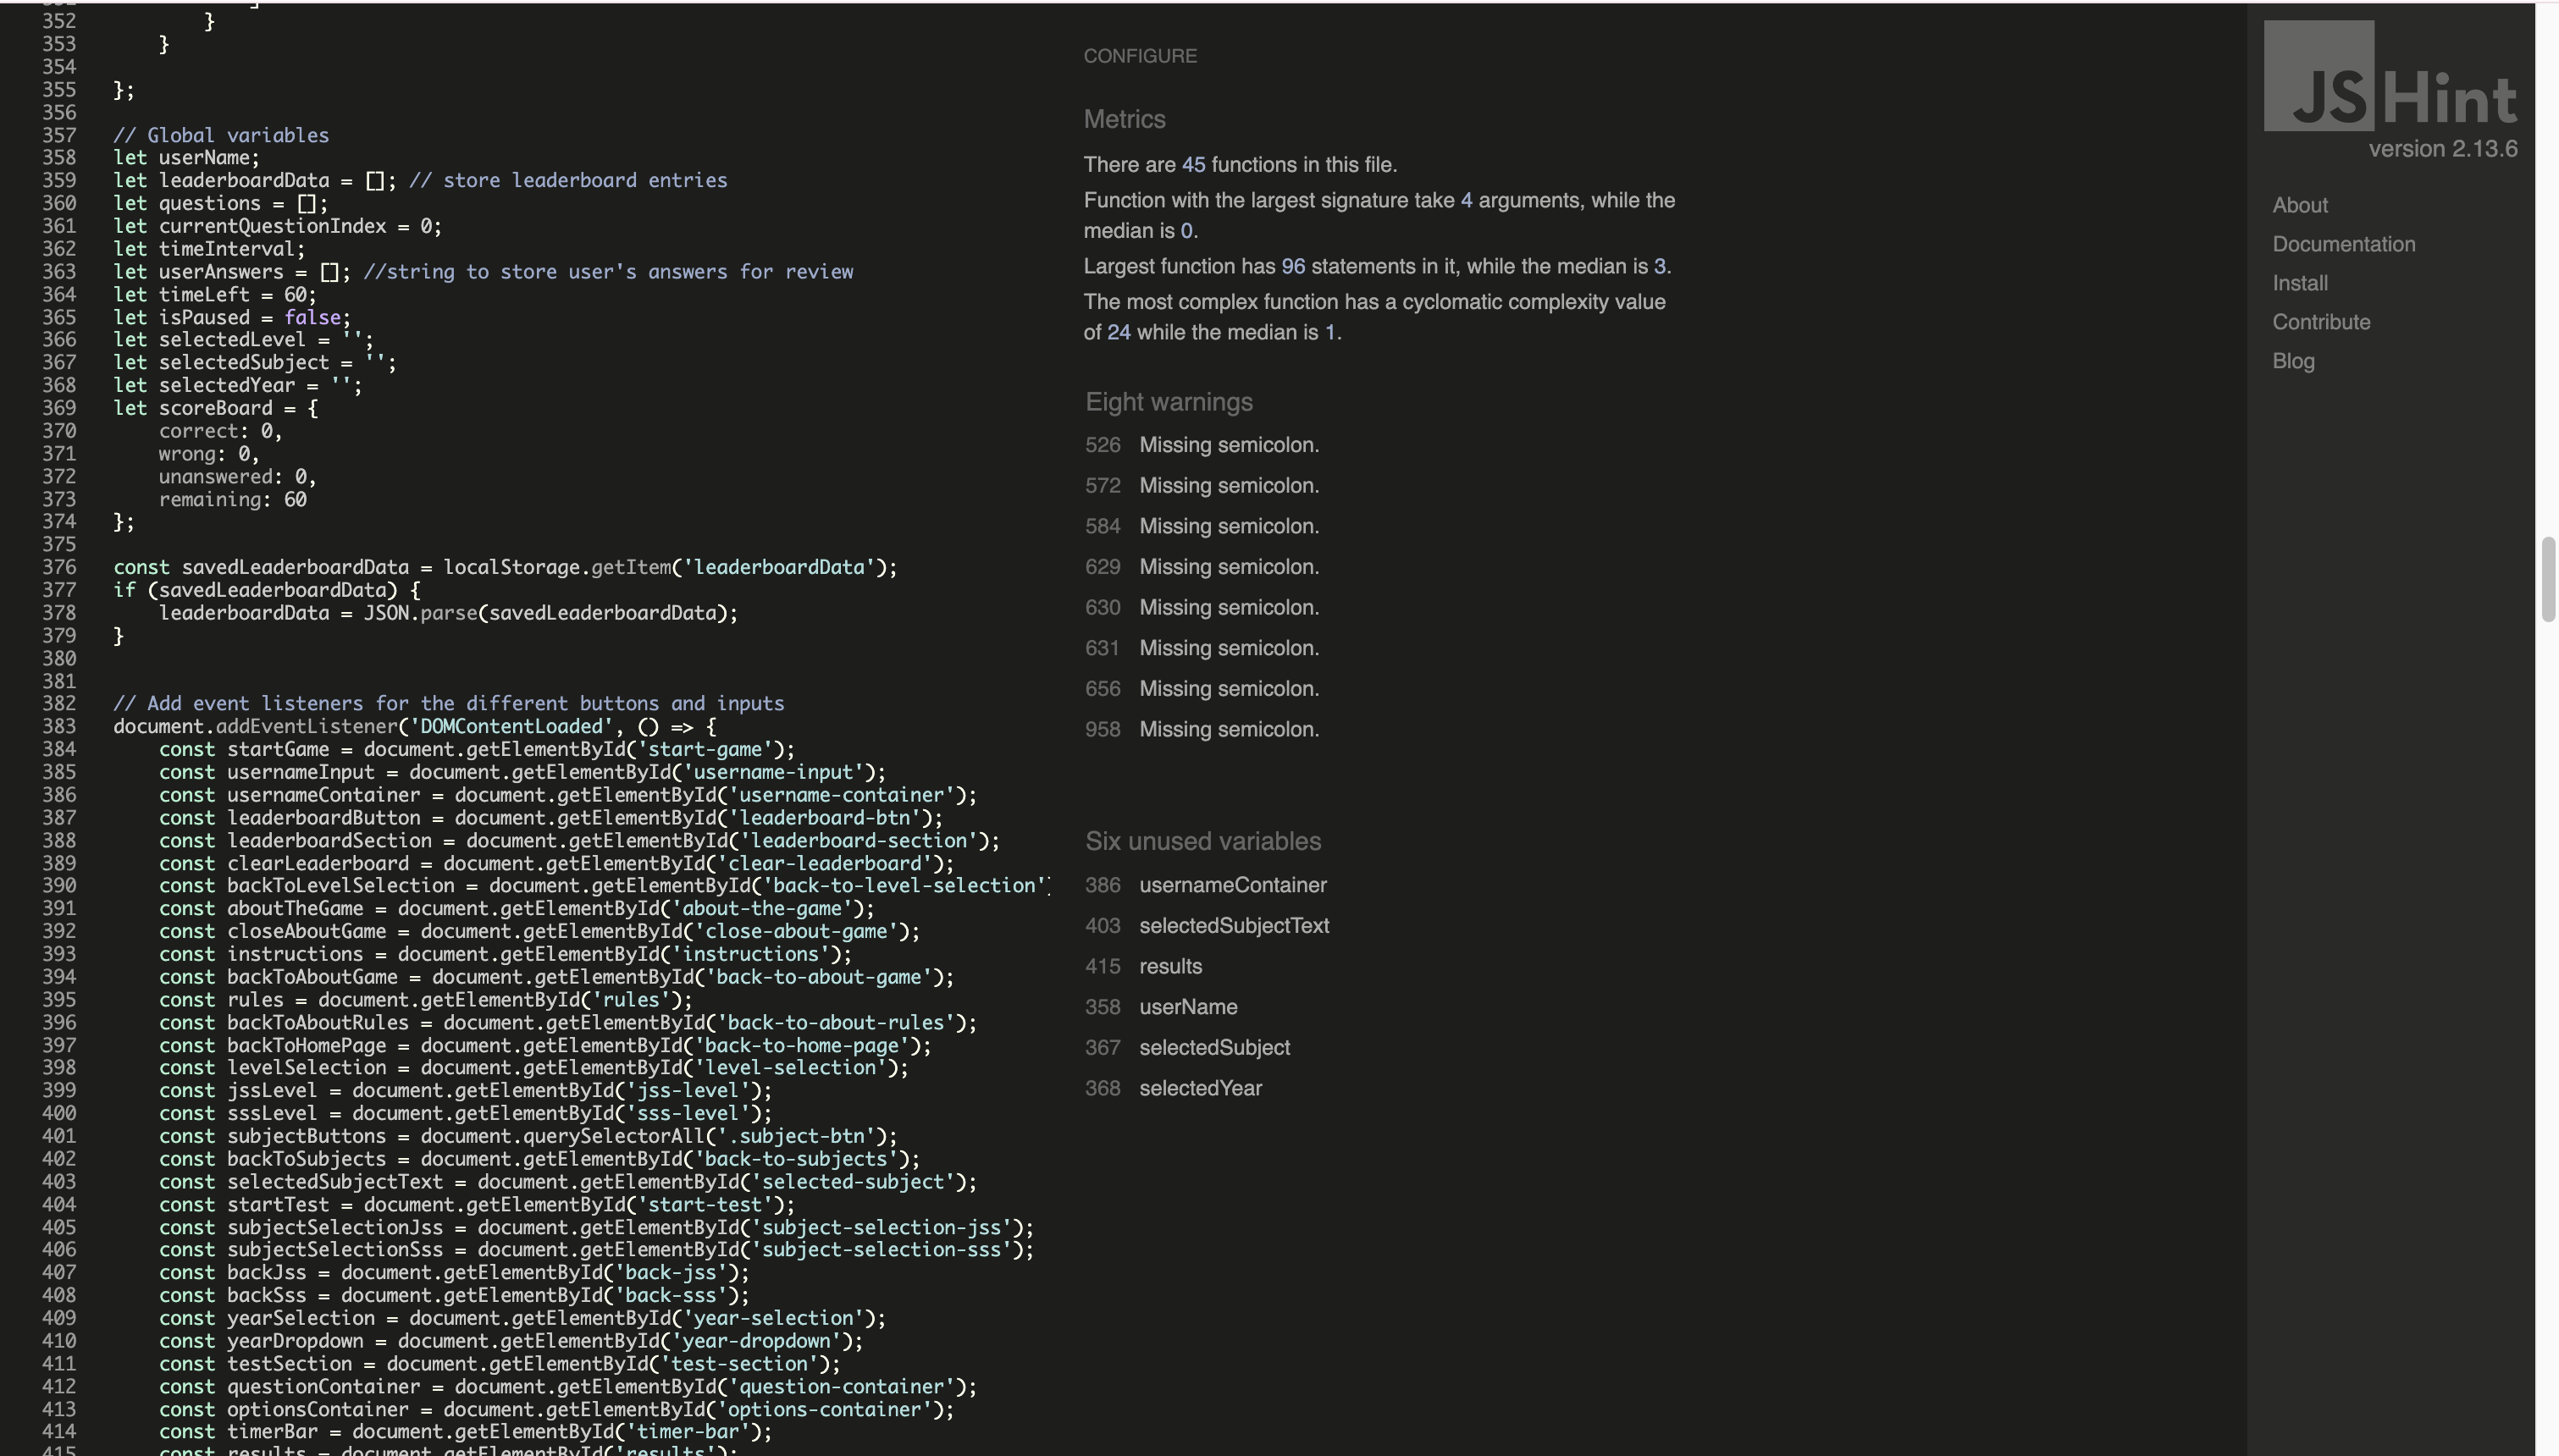 352 }
353 }
354
355 };
356
357 // Global variables
358 let userName;
359 let leaderboardData = []; // store leaderboard entries
360 let questions = [];
361 let currentQuestionIndex = 0;
362 let timeInterval;
363 let userAnswers = []; //string to store user's answers for review
364 let timeLeft = 60;
365 let isPaused = false;
366 let selectedLevel = '';
367 let selectedSubject = '';
368 let selectedYear = '';
369 let scoreBoard = {
370 correct: 0,
371 wrong: 0,
372 unanswered: 0,
373 remaining: 60
374 };
375
376 const savedLeaderboardData = localStorage.getItem('leaderboardData');
377 if (savedLeaderboardData) {
378 leaderboardData = JSON.parse(savedLeaderboardData);
379 }
380
381
382 // Add event listeners for the different buttons and inputs
383 document.addEventListener('DOMContentLoaded', () => {
384 const startGame = document.getElementById('start-game');
385 const usernameInput = document.getElementById('username-input');
386 const usernameContainer = document.getElementById('username-container');
387 const leaderboardButton = document.getElementById('leaderboard-btn');
388 const leaderboardSection = document.getElementById('leaderboard-section');
389 const clearLeaderboard = document.getElementById('clear-leaderboard');
390 const backToLevelSelection = document.getElementById('back-to-level-selection'
391 const aboutTheGame = document.getElementById('about-the-game');
392 const closeAboutGame = document.getElementById('close-about-game');
393 const instructions = document.getElementById('instructions');
394 const backToAboutGame = document.getElementById('back-to-about-game');
395 const rules = document.getElementById('rules');
396 const backToAboutRules = document.getElementById('back-to-about-rules');
397 const backToHomePage = document.getElementById('back-to-home-page');
398 const levelSelection = document.getElementById('level-selection');
399 const jssLevel = document.getElementById('jss-level');
400 const sssLevel = document.getElementById('sss-level');
401 const subjectButtons = document.querySelectorAll('.subject-btn');
402 const backToSubjects = document.getElementById('back-to-subjects');
403 const selectedSubjectText = document.getElementById('selected-subject');
404 const startTest = document.getElementById('start-test');
405 const subjectSelectionJss = document.getElementById('subject-selection-jss');
406 const subjectSelectionSss = document.getElementById('subject-selection-sss');
407 const backJss = document.getElementById('back-jss');
408 const backSss = document.getElementById('back-sss');
409 const yearSelection = document.getElementById('year-selection');
410 const yearDropdown = document.getElementById('year-dropdown');
411 const testSection = document.getElementById('test-section');
412 const questionContainer = document.getElementById('question-container');
413 const optionsContainer = document.getElementById('options-container');
414 const timerBar = document.getElementById('timer-bar');
415 const results = document.getElementById('results');
CONFIGURE
Metrics
There are 45 functions in this file.
Function with the largest signature take 4 arguments, while the
median is 0.
Largest function has 96 statements in it, while the median is 3.
The most complex function has a cyclomatic complexity value
of 24 while the median is 1.
Eight warnings
526 Missing semicolon.
572 Missing semicolon.
584 Missing semicolon.
629 Missing semicolon.
630 Missing semicolon.
631 Missing semicolon.
656 Missing semicolon.
958 Missing semicolon.
Six unused variables
386 usernameContainer
403 selectedSubjectText
415 results
358 userName
367 selectedSubject
368 selectedYear
JSHint
version 2.13.6
About
Documentation
Install
Contribute
Blog